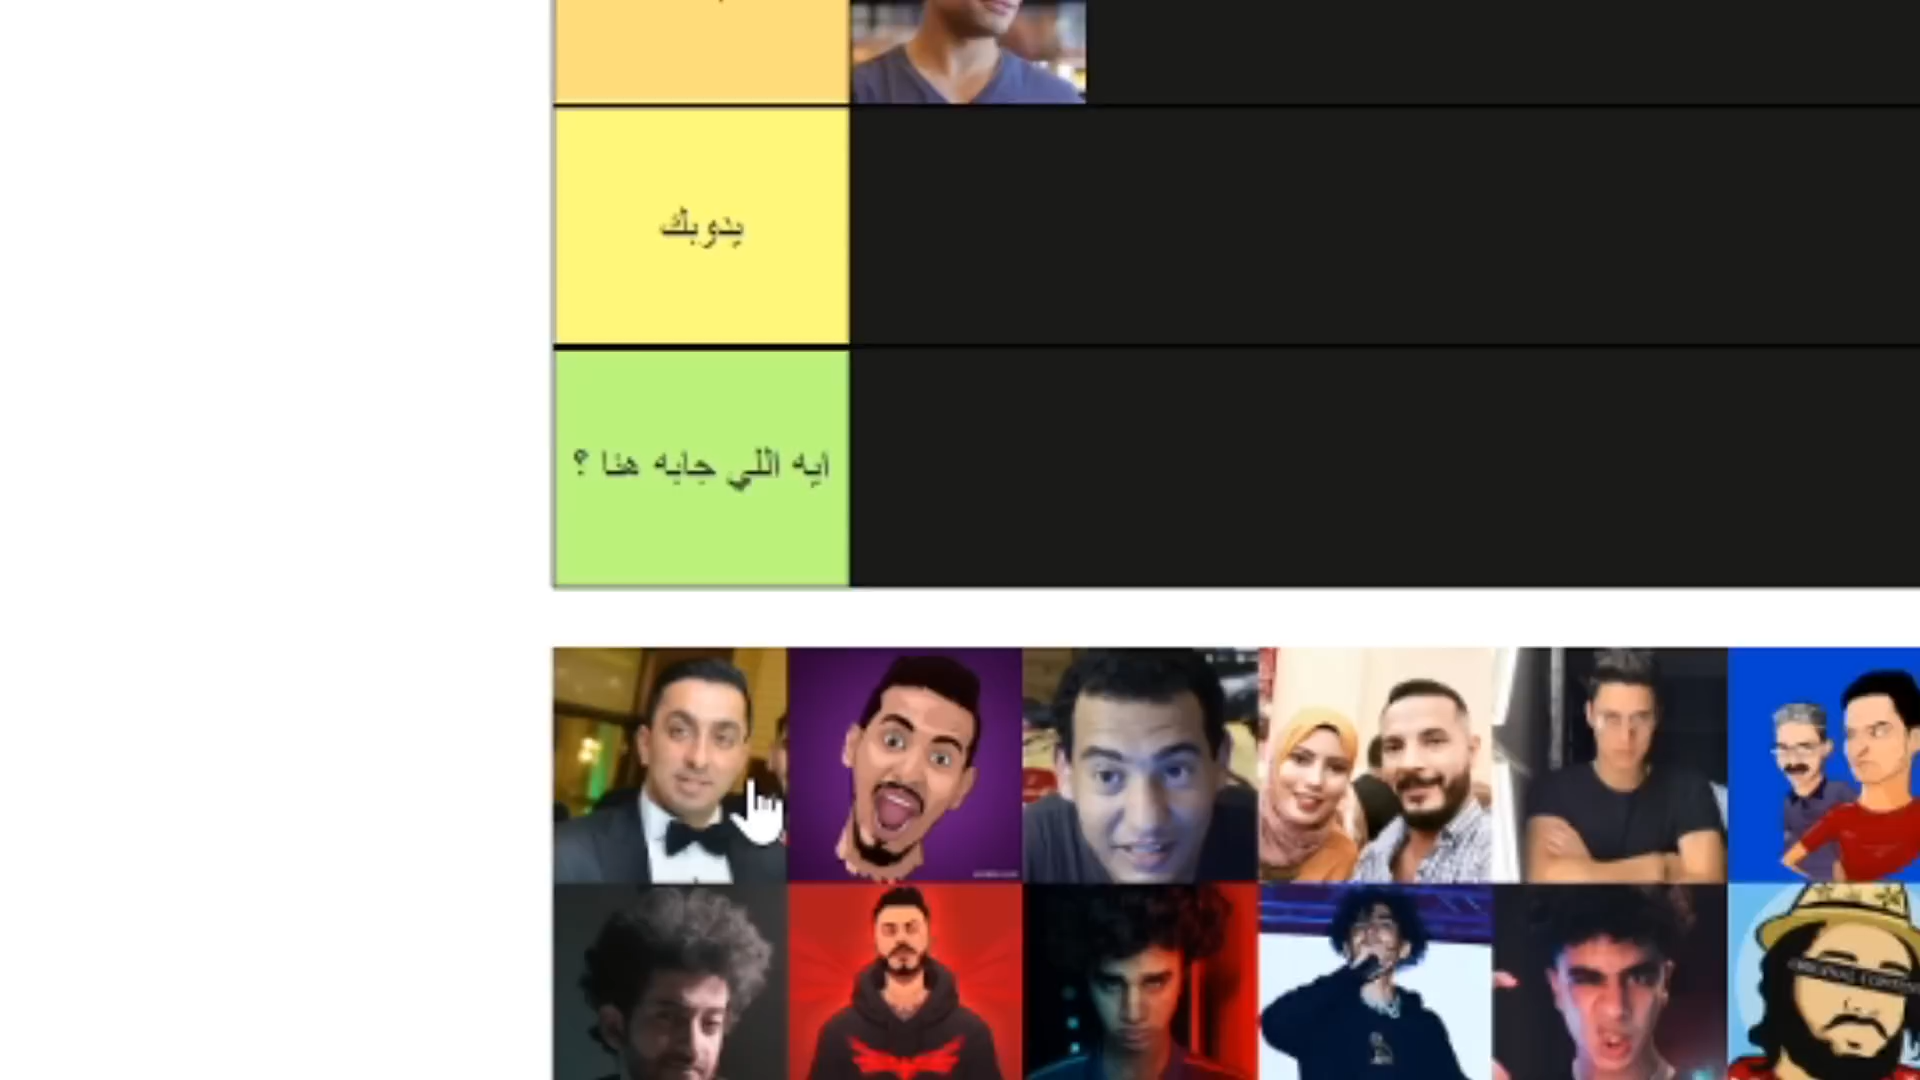 يدوبك
ايه اللي جابه هنا ؟